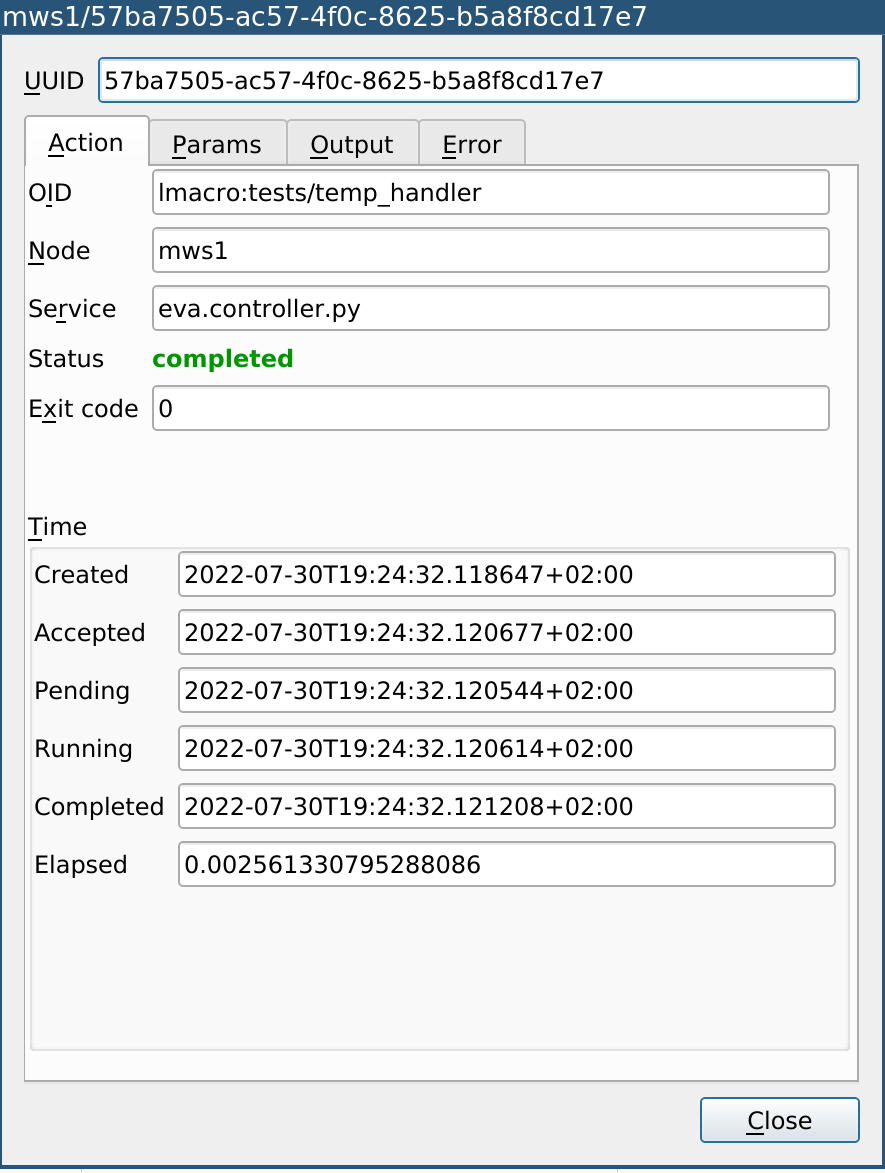 mws1/57ba7505-ac57-4f0c-8625-b5a8f8cd17e7
UUID 57ba7505-ac57-4f0c-8625-b5a8f8cd17e7
Action Params Output Error
OID lmacro:tests/temp_handler
Node mws1
Service eva.controller.py
Status completed
Exit code 0
Time
Created 2022-07-30T19:24:32.118647+02:00
Accepted 2022-07-30T19:24:32.120677+02:00
Pending 2022-07-30T19:24:32.120544+02:00
Running 2022-07-30T19:24:32.120614+02:00
Completed 2022-07-30T19:24:32.121208+02:00
Elapsed 0.002561330795288086
Close